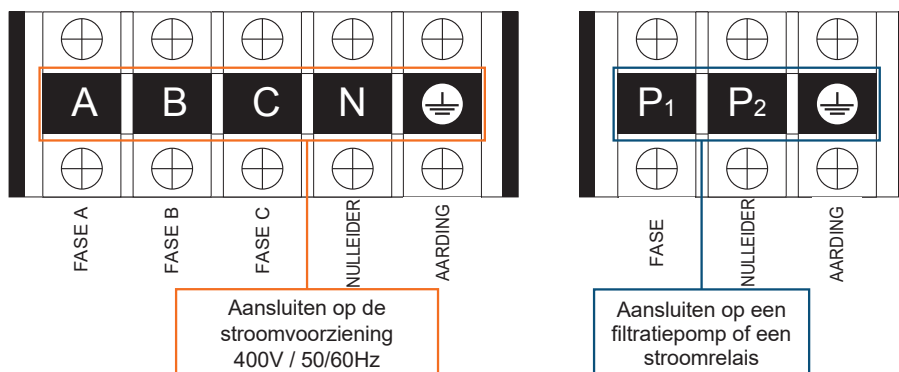 A B C N
FASE A
FASE B
FASE C
NULLEIDER
AARDING
Aansluiten op de
stroomvoorziening
400V / 50/60Hz
P1 P2
FASE
NULLEIDER
AARDING
Aansluiten op een
filtratiepomp of een
stroomrelais